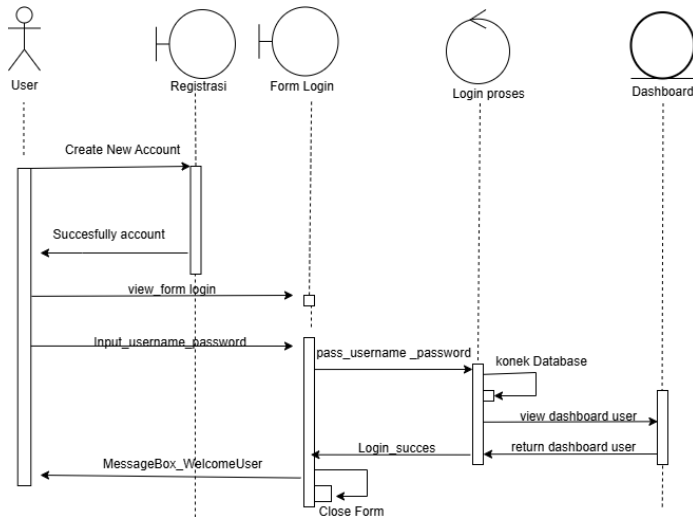 User
Registrasi
Form Login
Login proses
Dashboard
Create New Account
Succesfully account
view_form login
Input_username_password
pass_username _password
konek Database
view dashboard user
Login_succes
return dashboard user
MessageBox_WelcomeUser
Close Form